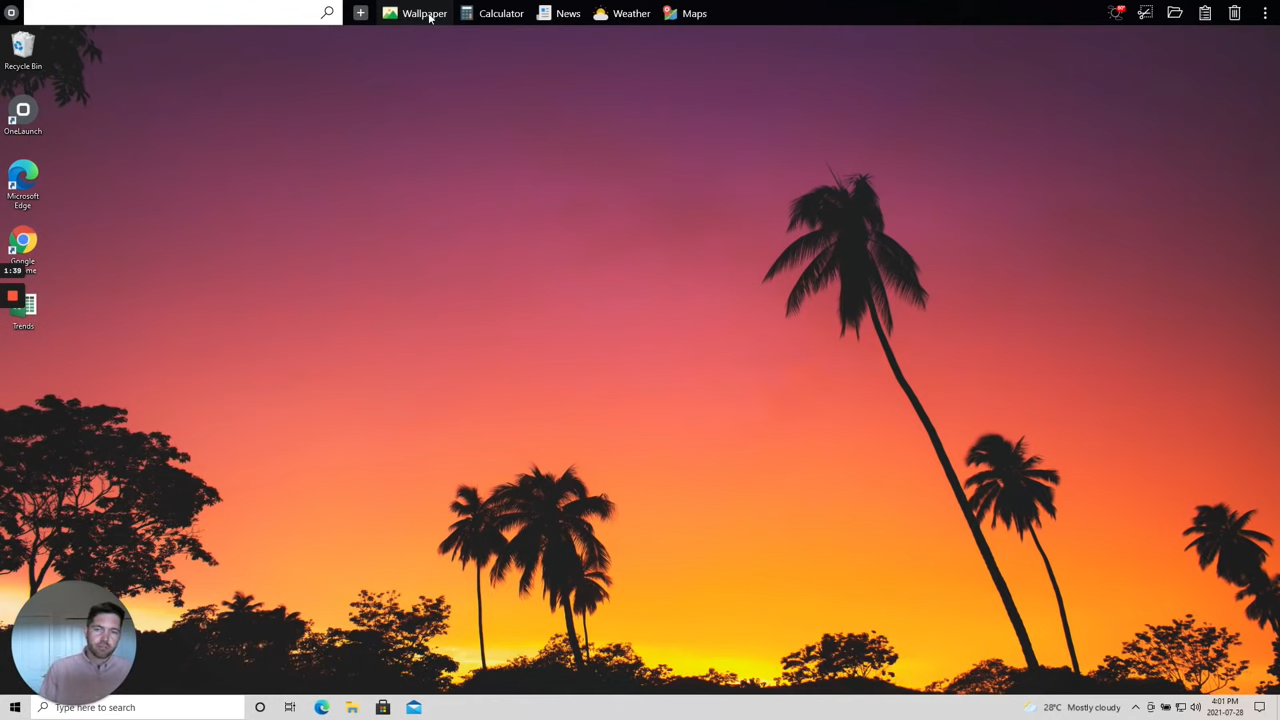 Wallpaper
Calculator
News
Weather
Maps
Recycle Bin
OneLaunch
Microsoft
Edge
Google
me
1:39
Trends
Type here to search
28°C Mostly cloudy
4:01 PM
2021-07-28